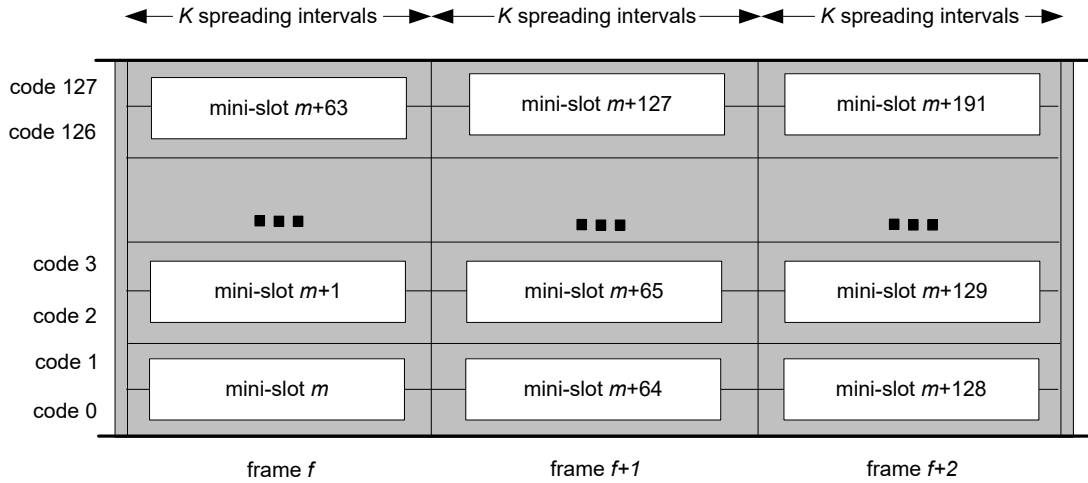 K spreading intervals K spreading intervals K spreading intervals
code 127
mini-slot m+63 mini-slot m+127 mini-slot m+191
code 126
code 3
mini-slot m+1 mini-slot m+65 mini-slot m+129
code 2
code 1
mini-slot m mini-slot m+64 mini-slot m+128
code 0
frame f frame f+1 frame f+2